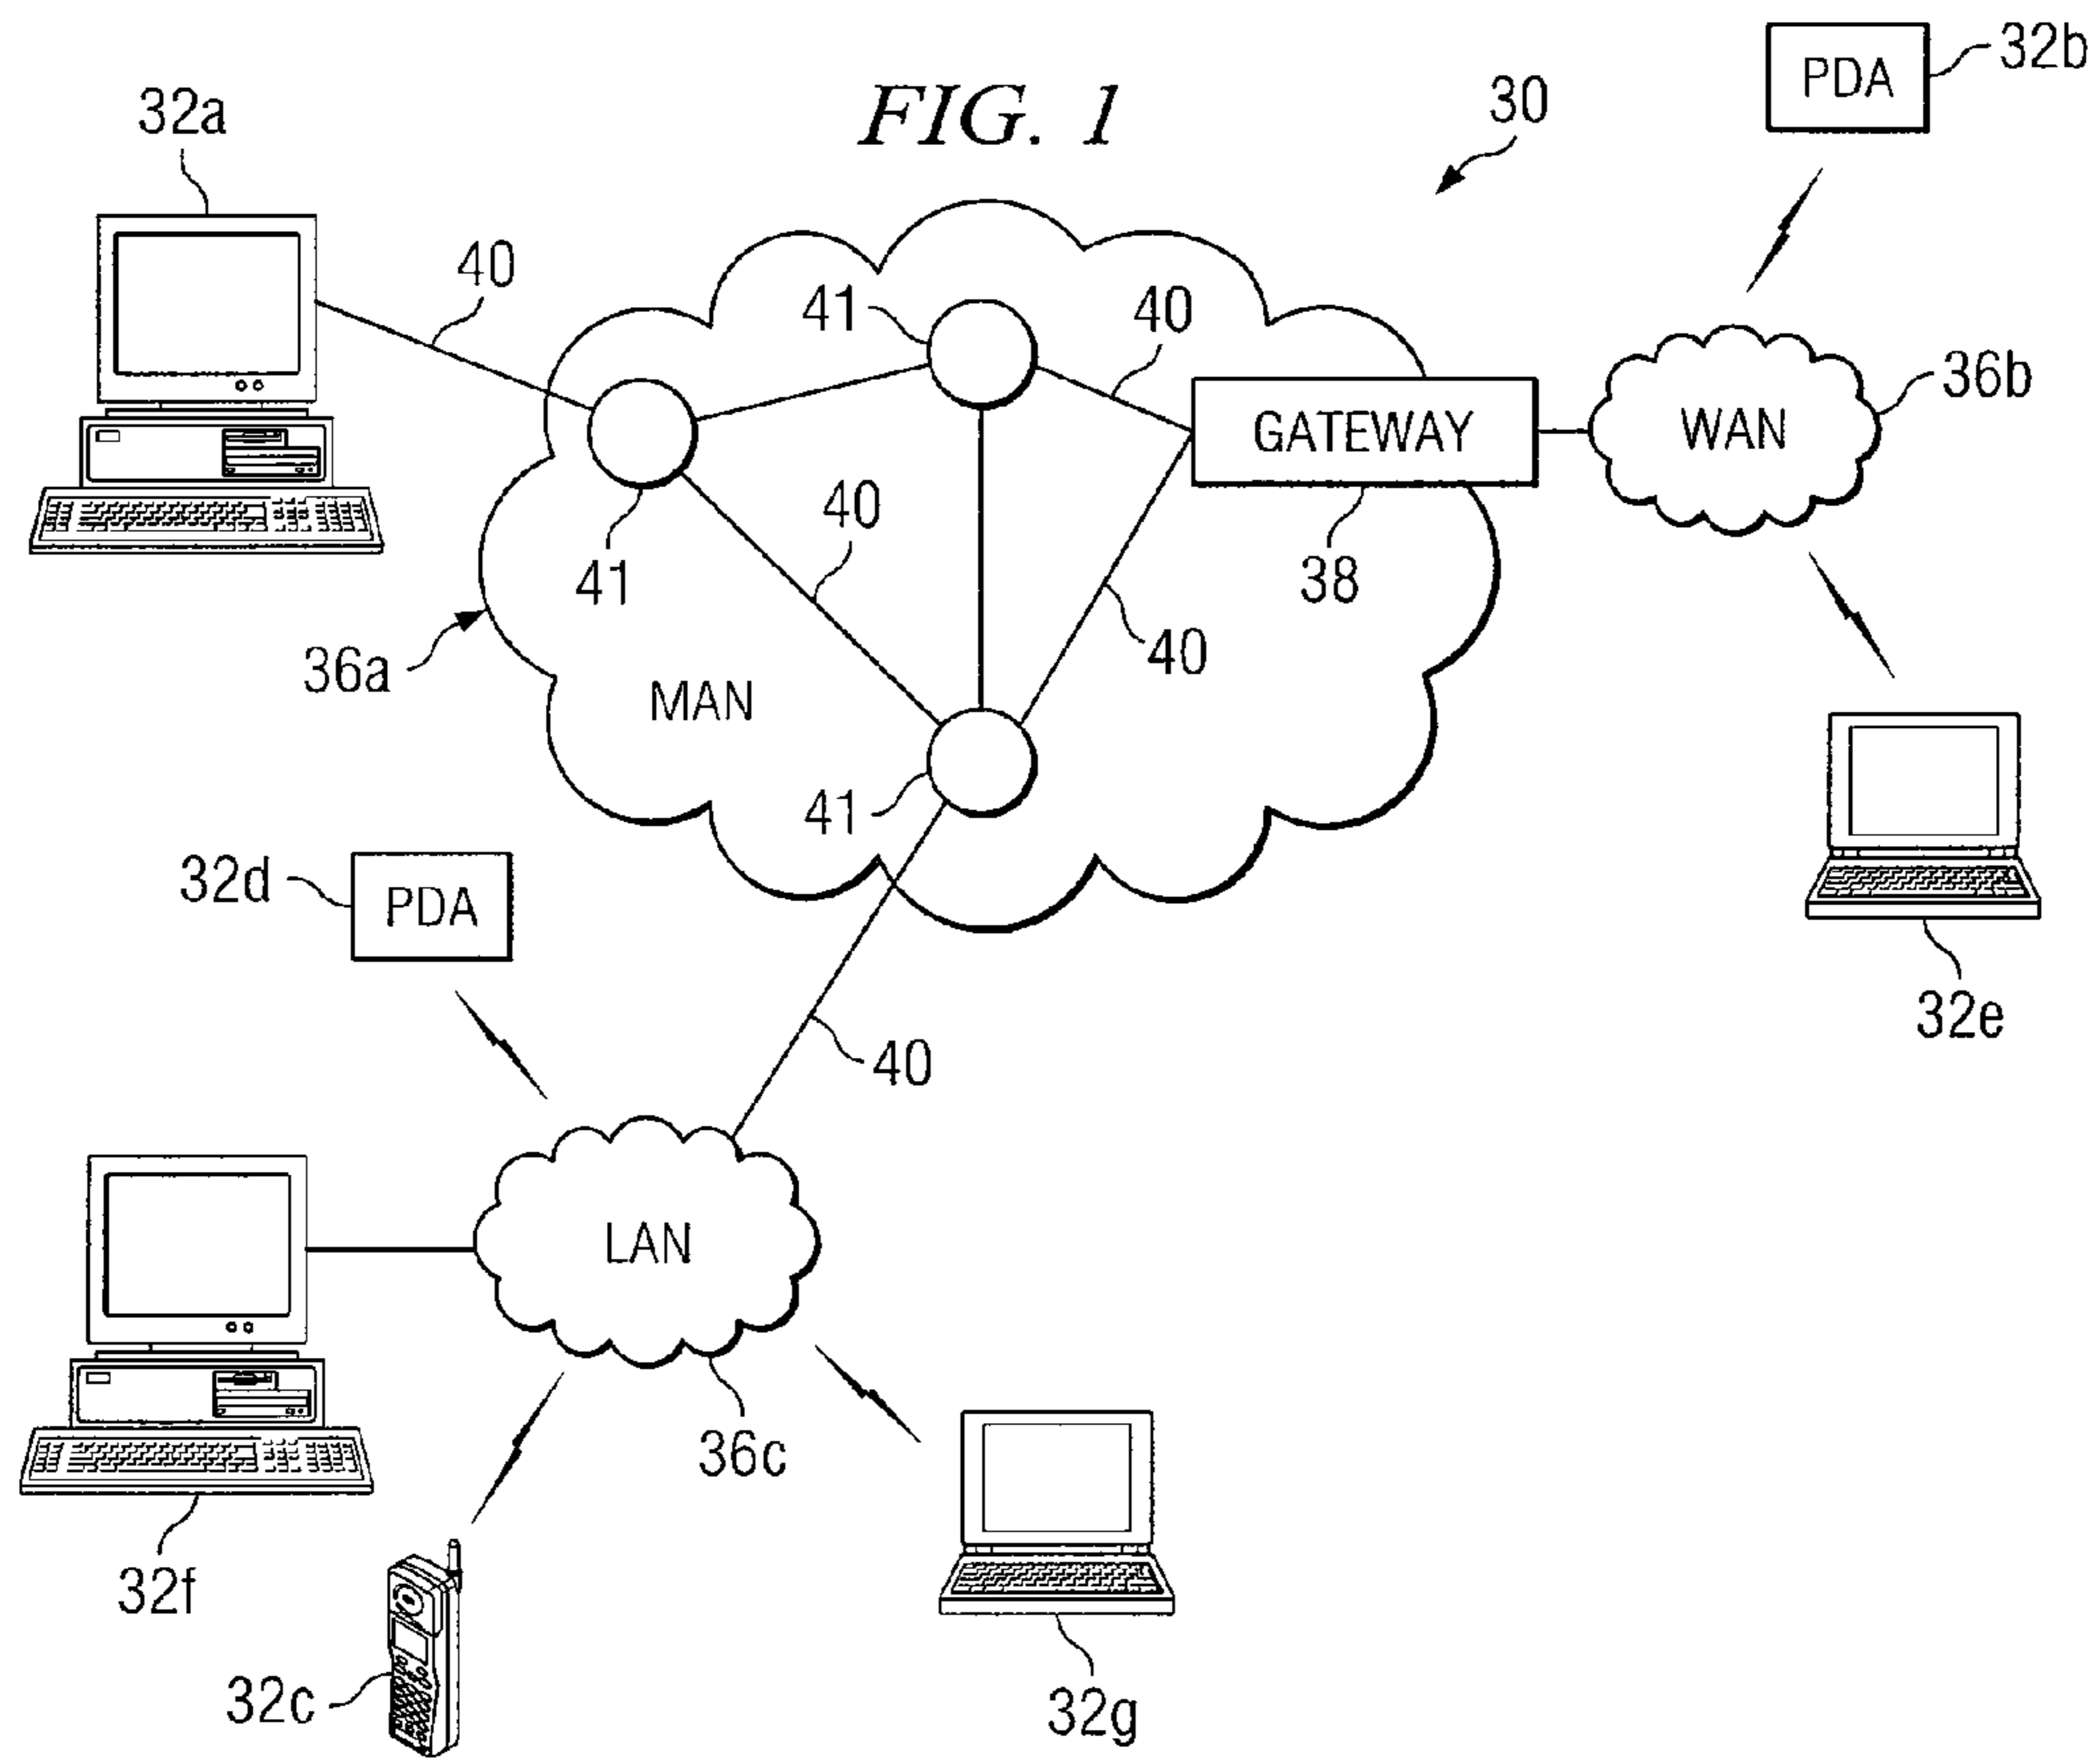 FIG. 1
30
PDA
32b
32a
40
41
40
36b
GATEWAY
WAN
40
41
38
40
36a
MAN
41
32d
PDA
32e
40
LAN
36c
32f
32c
32g